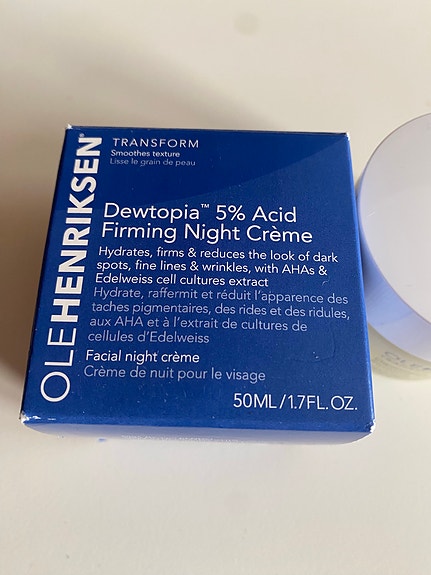 OLEHENRIKSEN®
TRANSFORM
Smoothes texture
Lisse le grain de peau
Dewtopia™ 5% Acid
Firming Night Crème
Hydrates, firms & reduces the look of dark
spots, fine lines & wrinkles, with AHAs &
Edelweiss cell cultures extract
Hydrate, raffermit et réduit l'apparence des
taches pigmentaires, des rides et des ridules,
aux AHA et à l'extrait de cultures de
cellules d'Edelweiss
Facial night crème
Crème de nuit pour le visage
50ML/1.7FL.OZ.